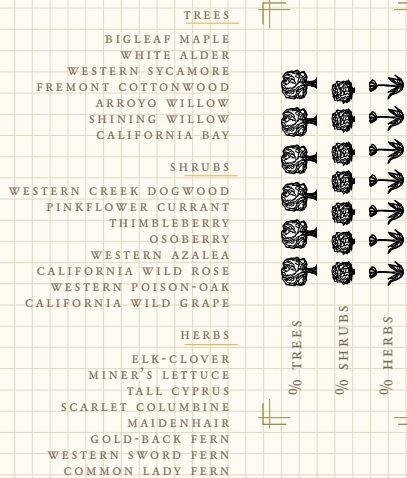 TREES
BIGLEAF MAPLE
WHITE ALDER
WESTERN SYCAMORE
FREMONT COTTONWOOD
ARROYO WILLOW
SHINING WILLOW
CALIFORNIA BAY
SHRUBS
WESTERN CREEK DOGWOOD
PINKFLOWER CURRANT
THIMBLEBERRY
OSOBERRY
WESTERN AZALEA
CALIFORNIA WILD ROSE
WESTERN POISON-OAK
CALIFORNIA WILD GRAPE
HERBS
ELK-CLOVER
MINER'S LETTUCE
TALL CYPRUS
SCARLET COLUMBINE
MAIDENHAIR
GOLD-BACK FERN
WESTERN SWORD FERN
COMMON LADY FERN
% TREES
% SHRUBS
% HERBS